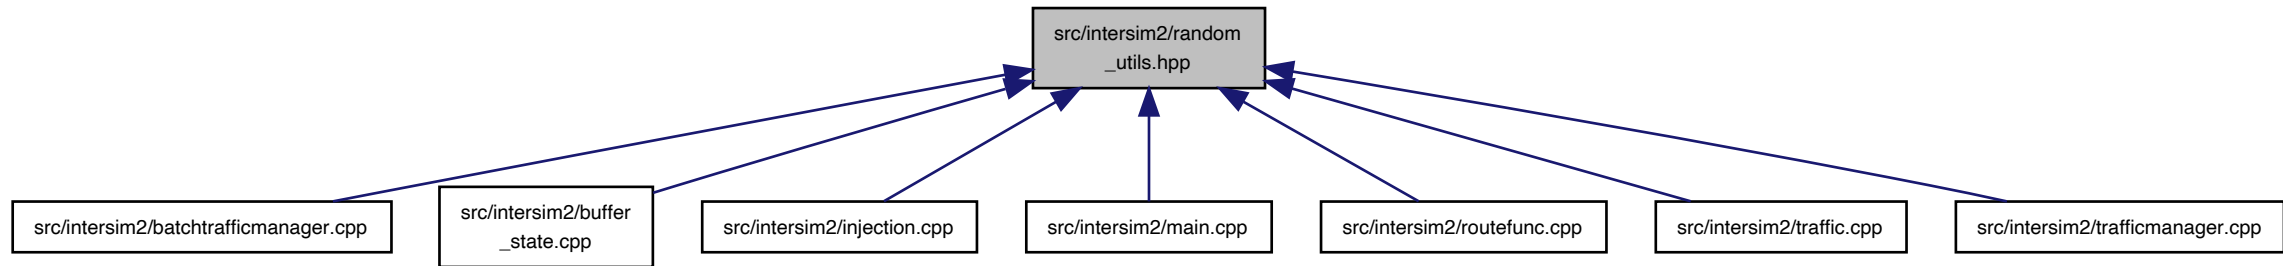 src/intersim2/random
_utils.hpp
src/intersim2/batchtrafficmanager.cpp
src/intersim2/buffer
_state.cpp
src/intersim2/injection.cpp
src/intersim2/main.cpp
src/intersim2/routefunc.cpp
src/intersim2/traffic.cpp
src/intersim2/trafficmanager.cpp